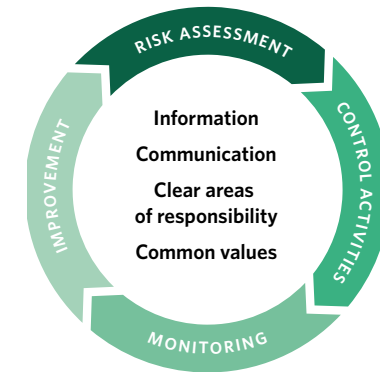 RISK ASSESSMENT
CONTROL ACTIVITIES
MONITORING
IMPROVEMENT
Information
Communication
Clear areas
of responsibility
Common values